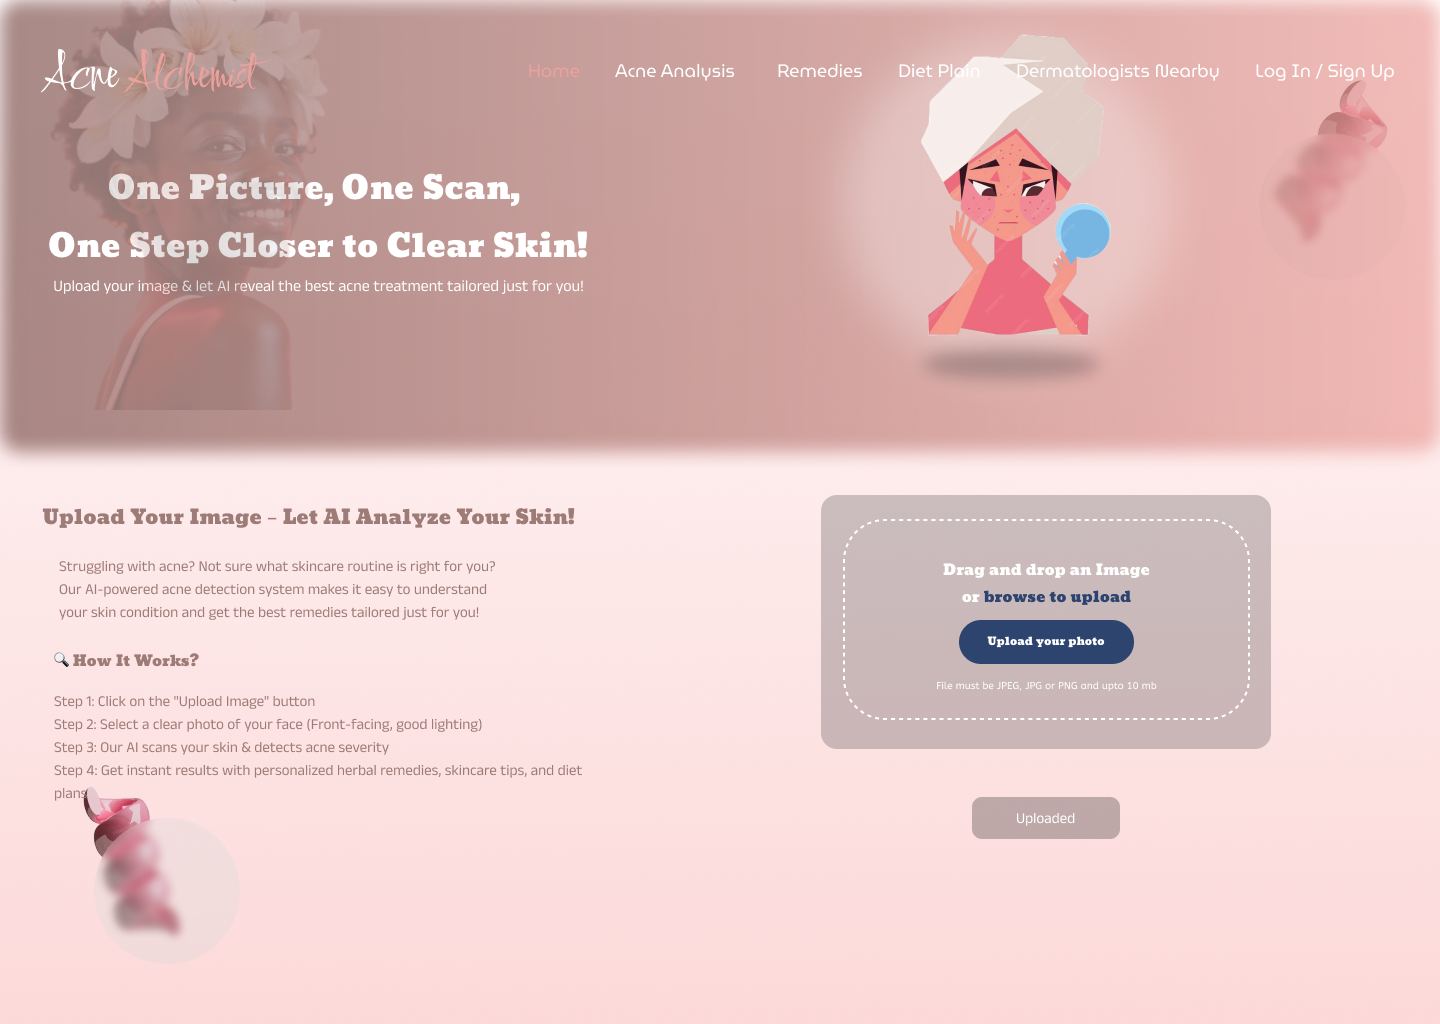 Acne Alchemist
Home
Acne Analysis
Remedies
Diet Plain
Dermatologists Nearby
Log In / Sign Up
One Picture, One Scan,
One Step Closer to Clear Skin!
Upload your image & let AI reveal the best acne treatment tailored just for you!
Upload Your Image – Let AI Analyze Your Skin!
Struggling with acne? Not sure what skincare routine is right for you?
Our AI-powered acne detection system makes it easy to understand
your skin condition and get the best remedies tailored just for you!
🔍 How It Works?
Step 1: Click on the "Upload Image" button
Step 2: Select a clear photo of your face (Front-facing, good lighting)
Step 3: Our AI scans your skin & detects acne severity
Step 4: Get instant results with personalized herbal remedies, skincare tips, and diet
plans
Drag and drop an Image
or browse to upload
Upload your photo
File must be JPEG, JPG or PNG and upto 10 mb
Uploaded